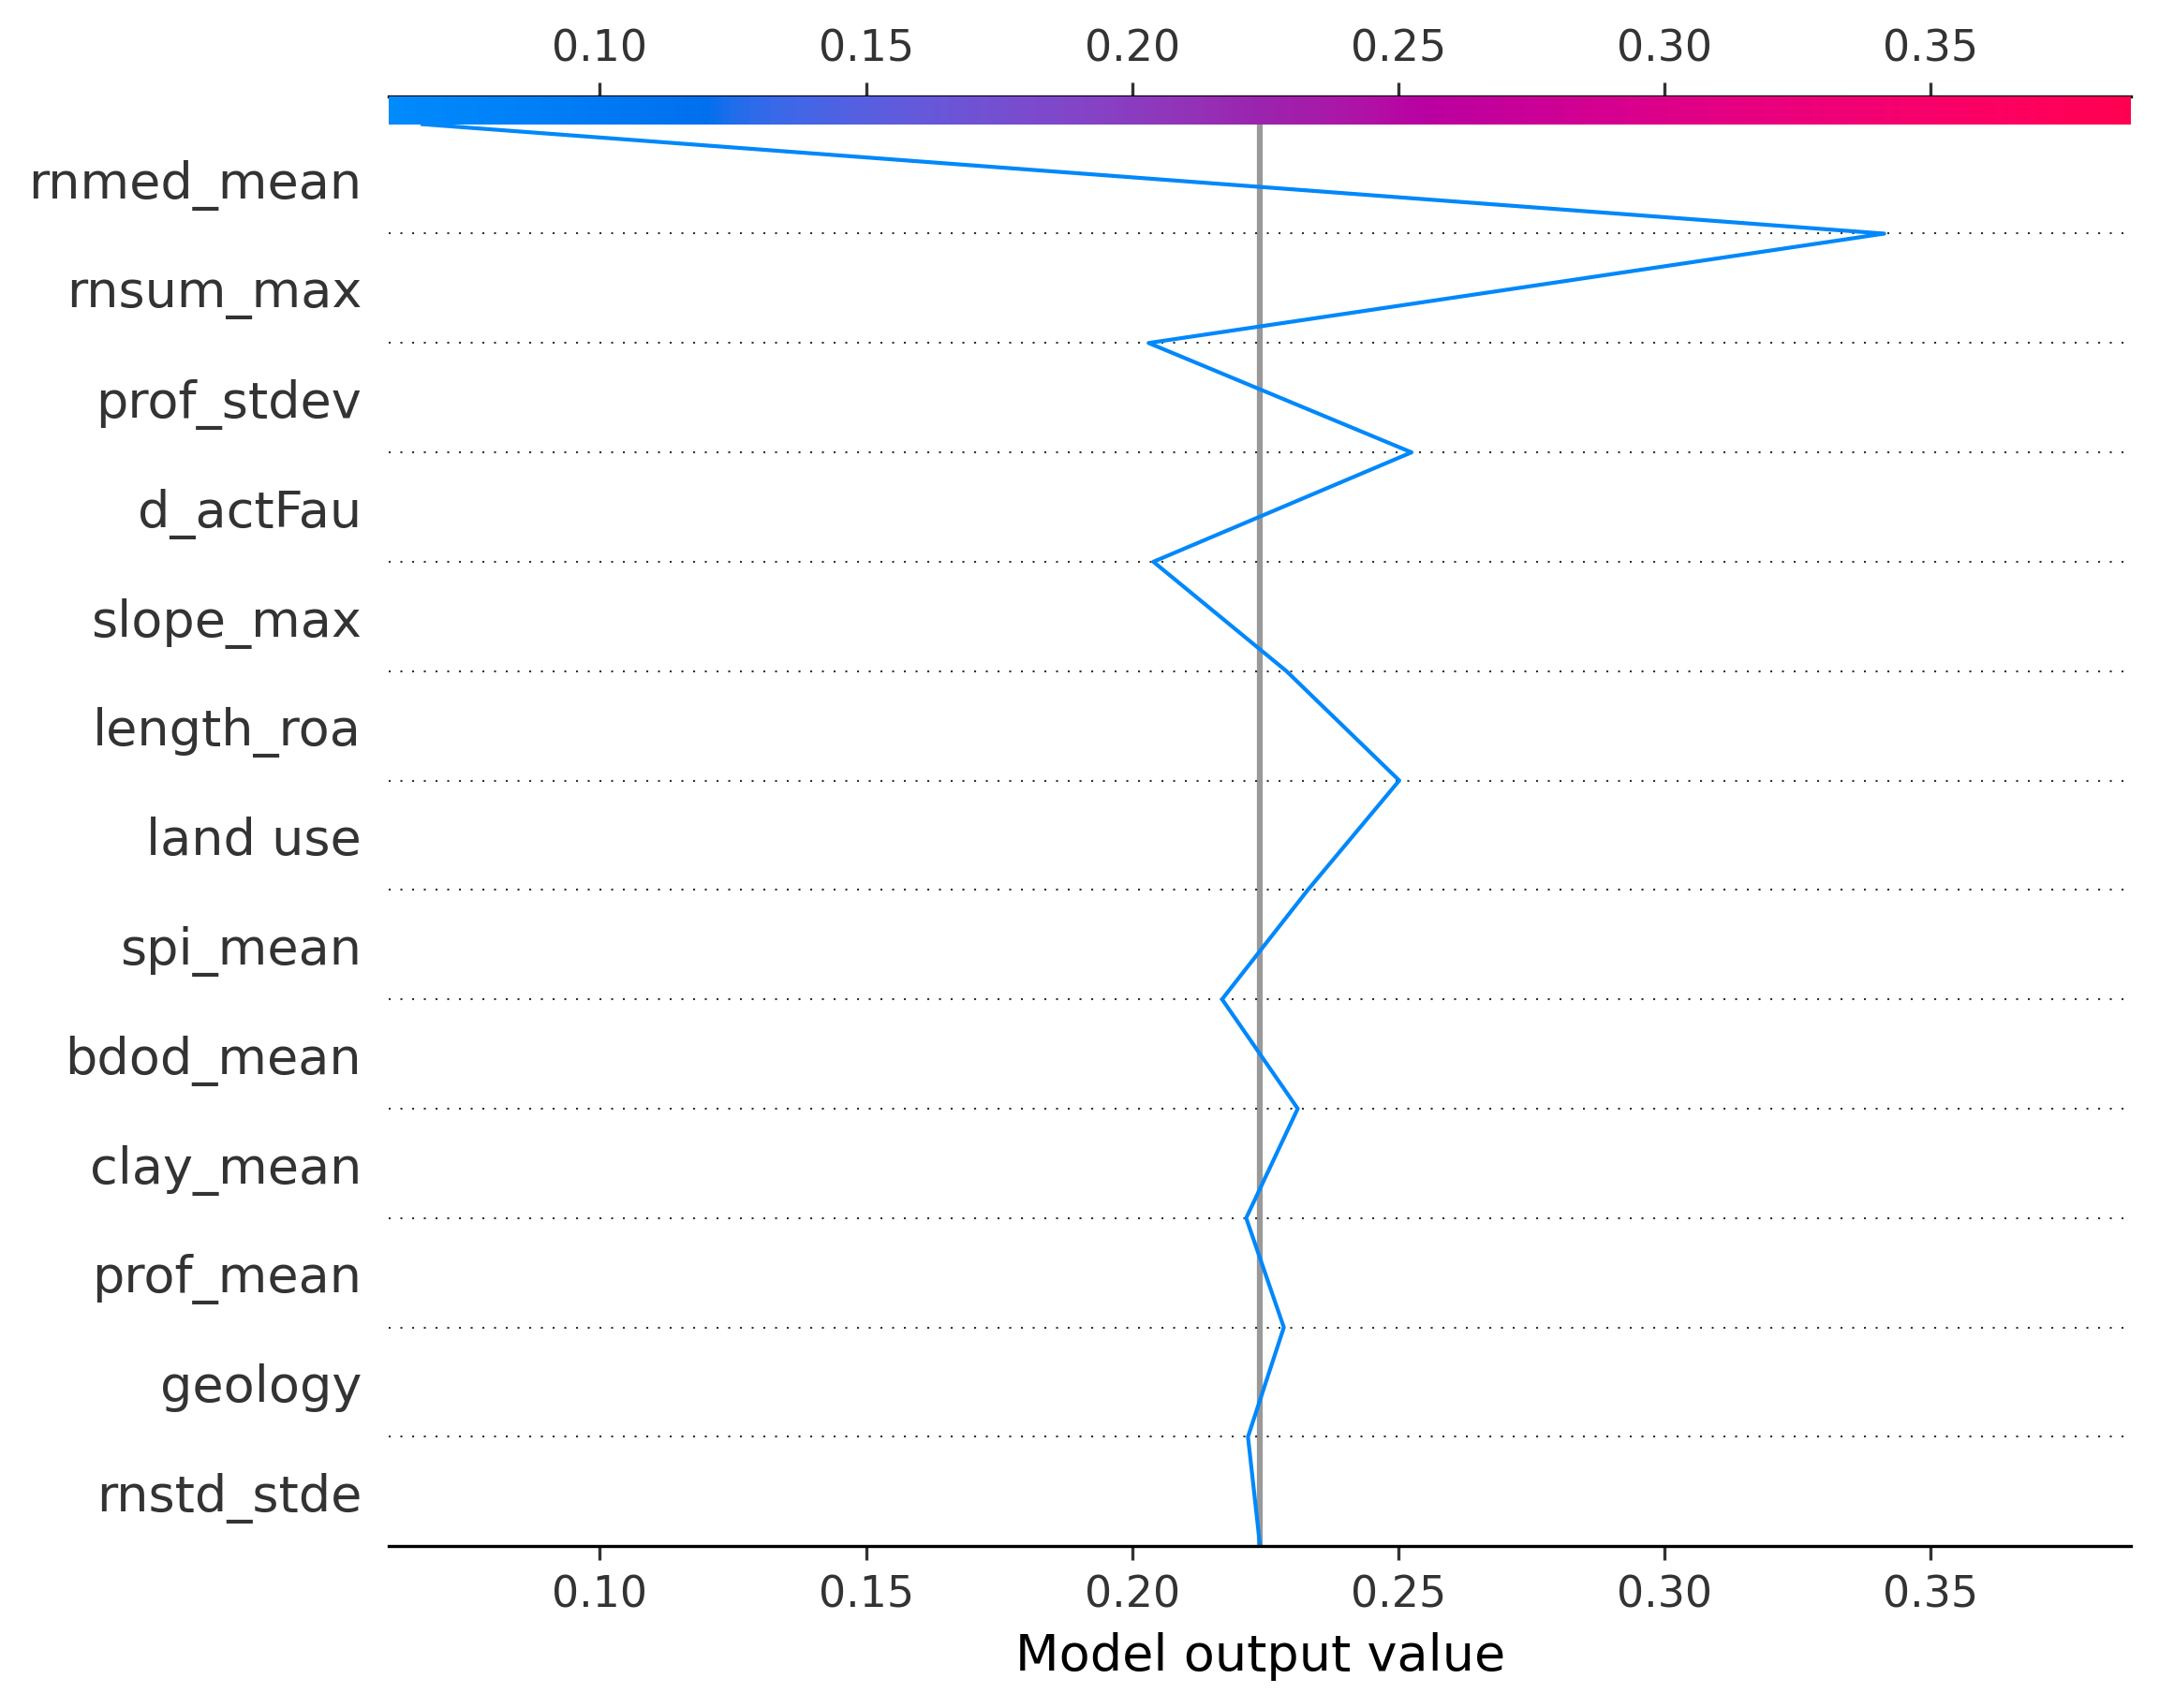 0.10 0.15 0.20 0.25 0.30 0.35
rnmed_mean
rnsum_max
prof_stdev
d_actFau
slope_max
length_roa
land use
spi_mean
bdod_mean
clay_mean
prof_mean
geology
rnstd_stde
0.10 0.15 0.20 0.25 0.30 0.35
Model output value